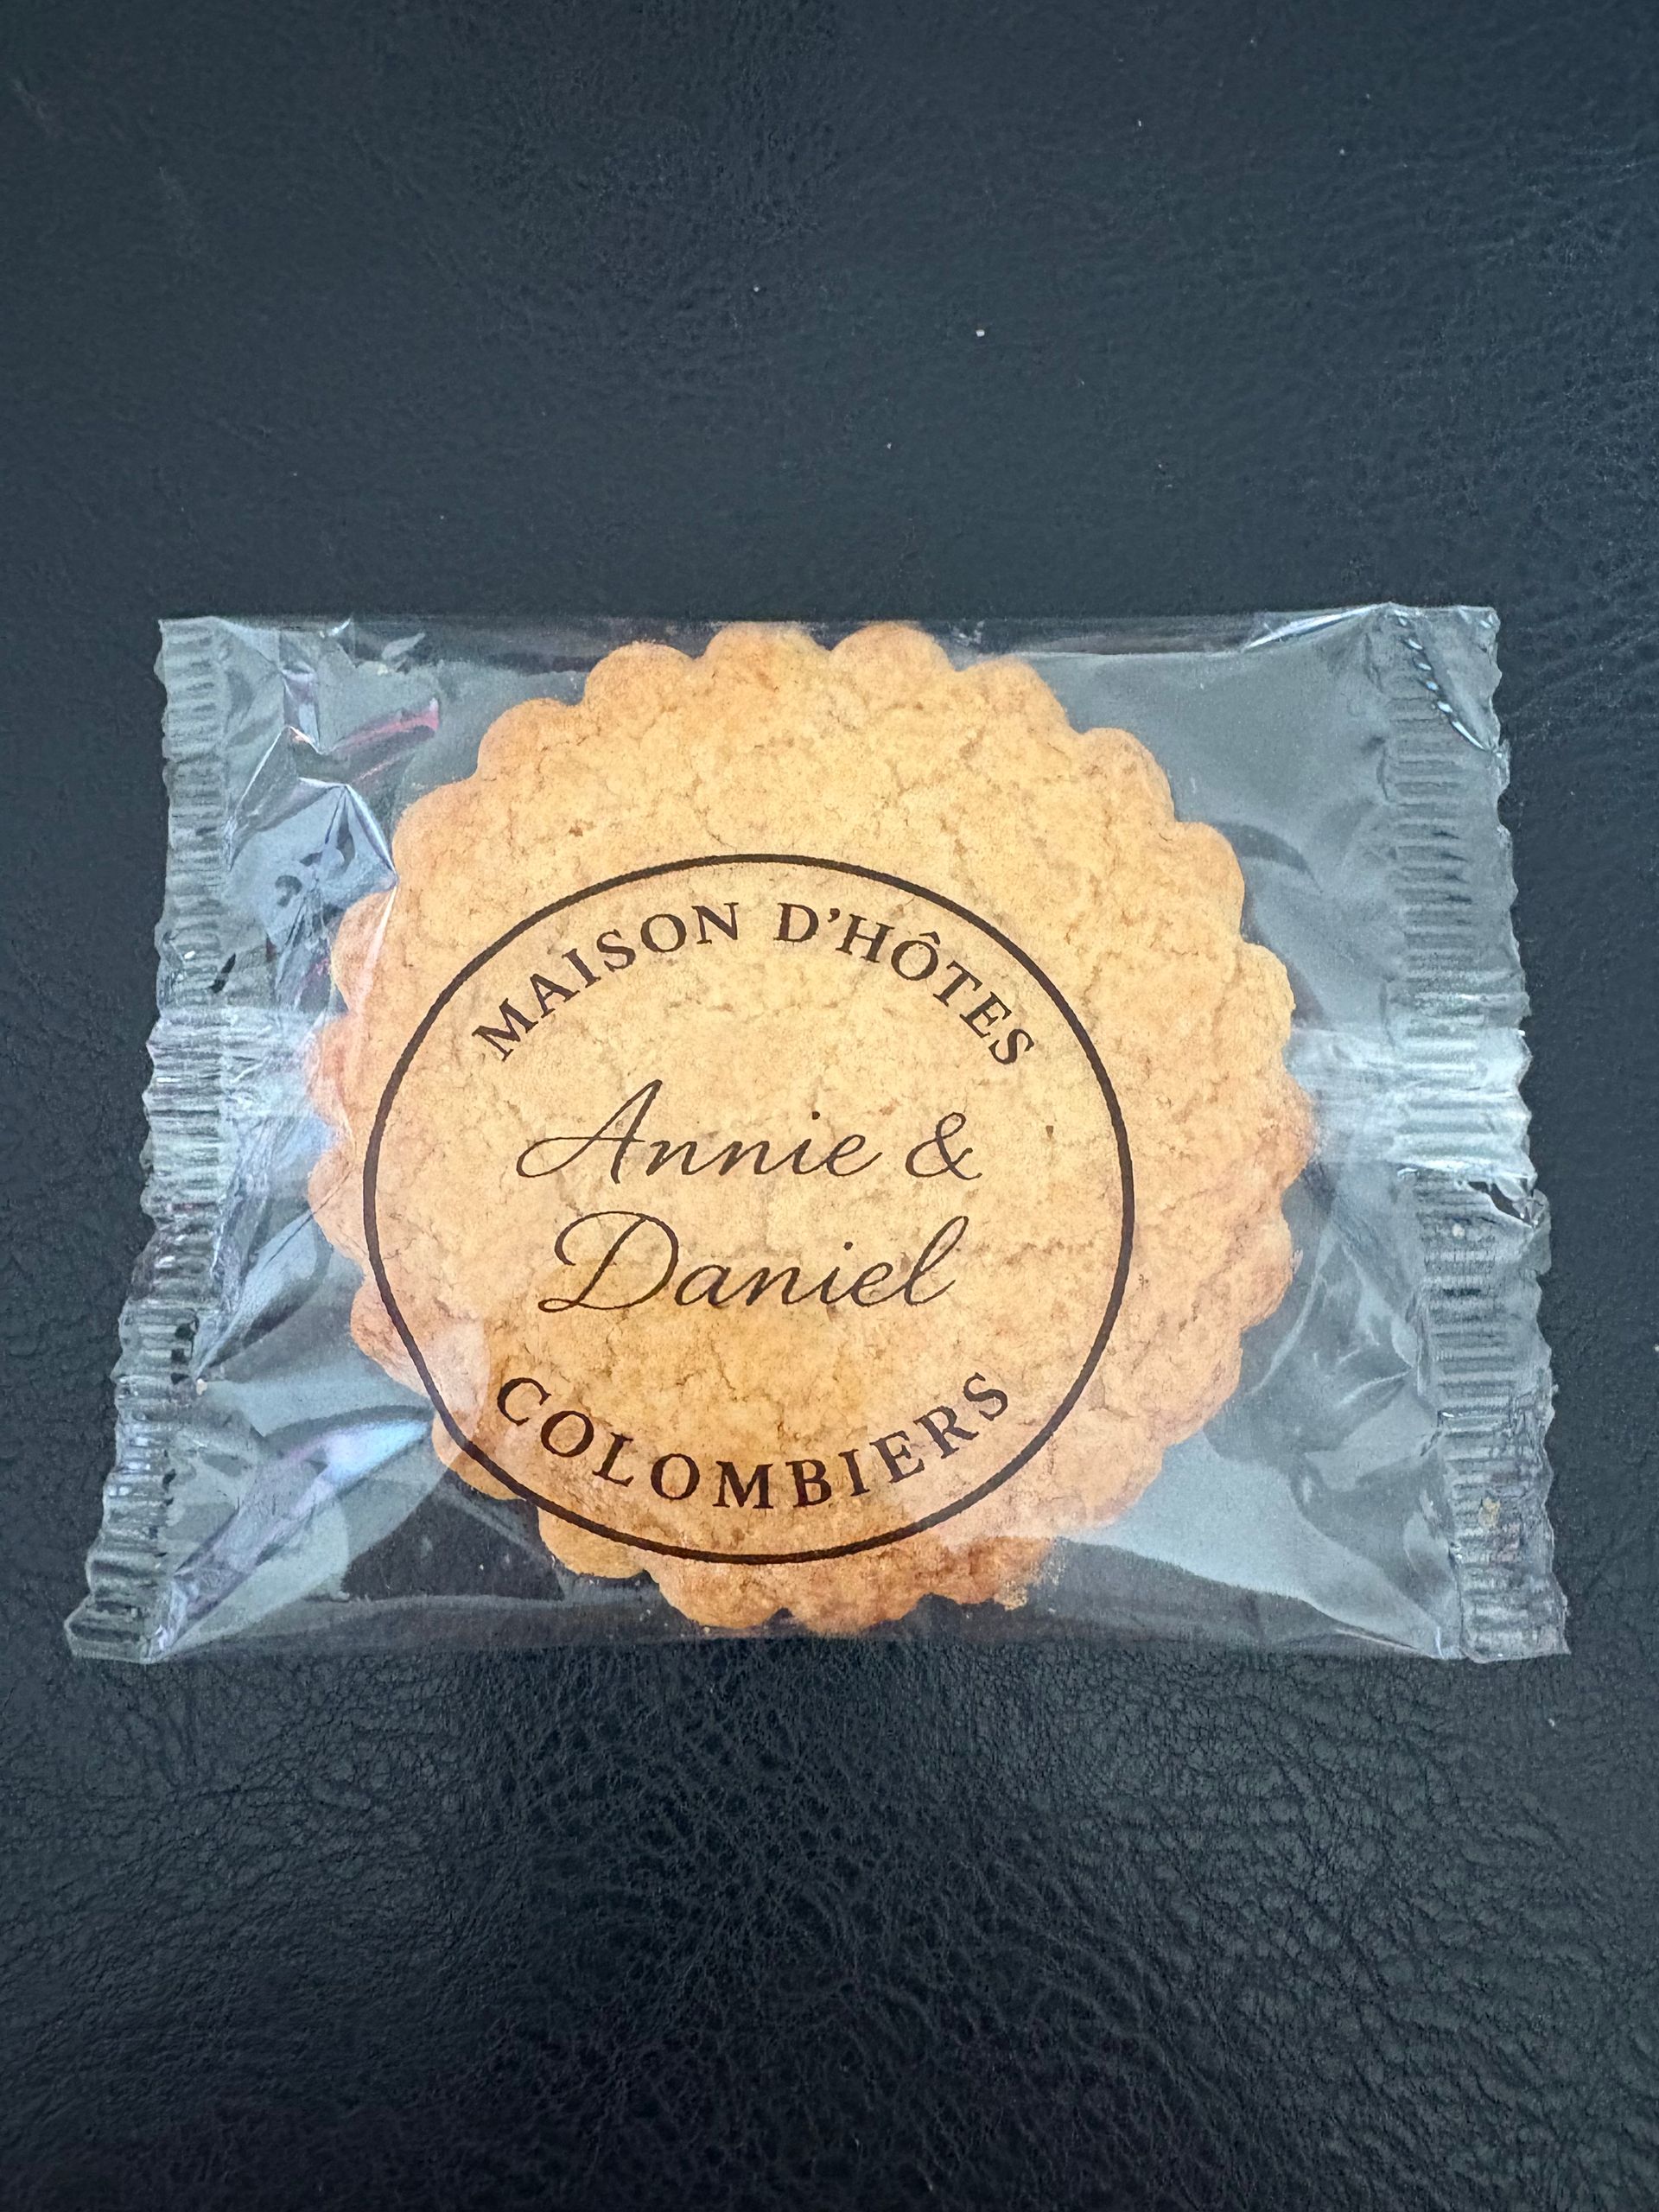 MAISON D'HÔTES
Annie &
Daniel
COLOMBIERS